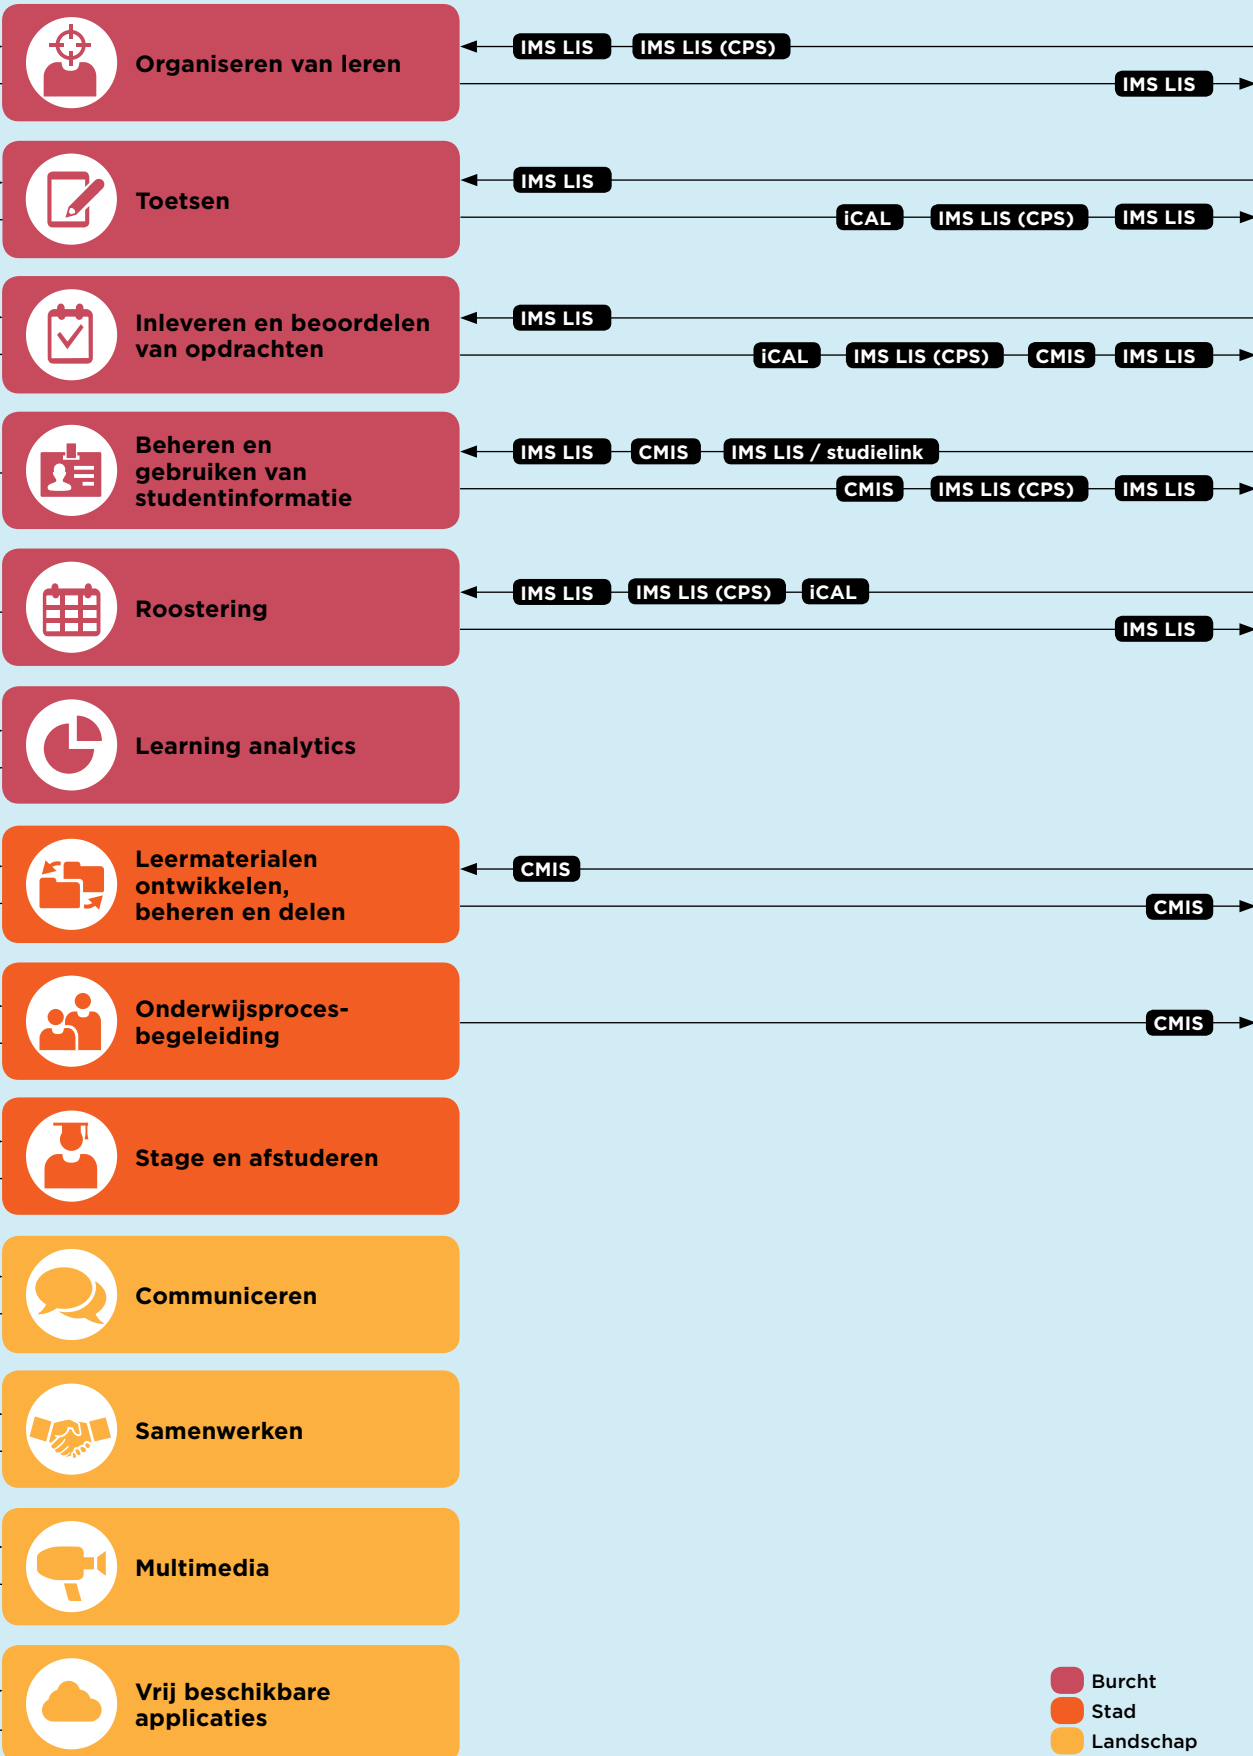 Organiseren van leren
IMS LIS IMS LIS (CPS)
IMS LIS
Toetsen
IMS LIS
iCAL IMS LIS (CPS) IMS LIS
Inleveren en beoordelen
van opdrachten
IMS LIS
iCAL IMS LIS (CPS) CMIS IMS LIS
Beheren en
gebruiken van
studentinformatie
IMS LIS CMIS IMS LIS / studielink
CMIS IMS LIS (CPS) IMS LIS
Roostering
IMS LIS IMS LIS (CPS) iCAL
IMS LIS
Learning analytics
Leermaterialen
ontwikkelen,
beheren en delen
CMIS
CMIS
Onderwijsproces-
begeleiding
CMIS
Stage en afstuderen
Communiceren
Samenwerken
Multimedia
Vrij beschikbare
applicaties
Burcht
Stad
Landschap